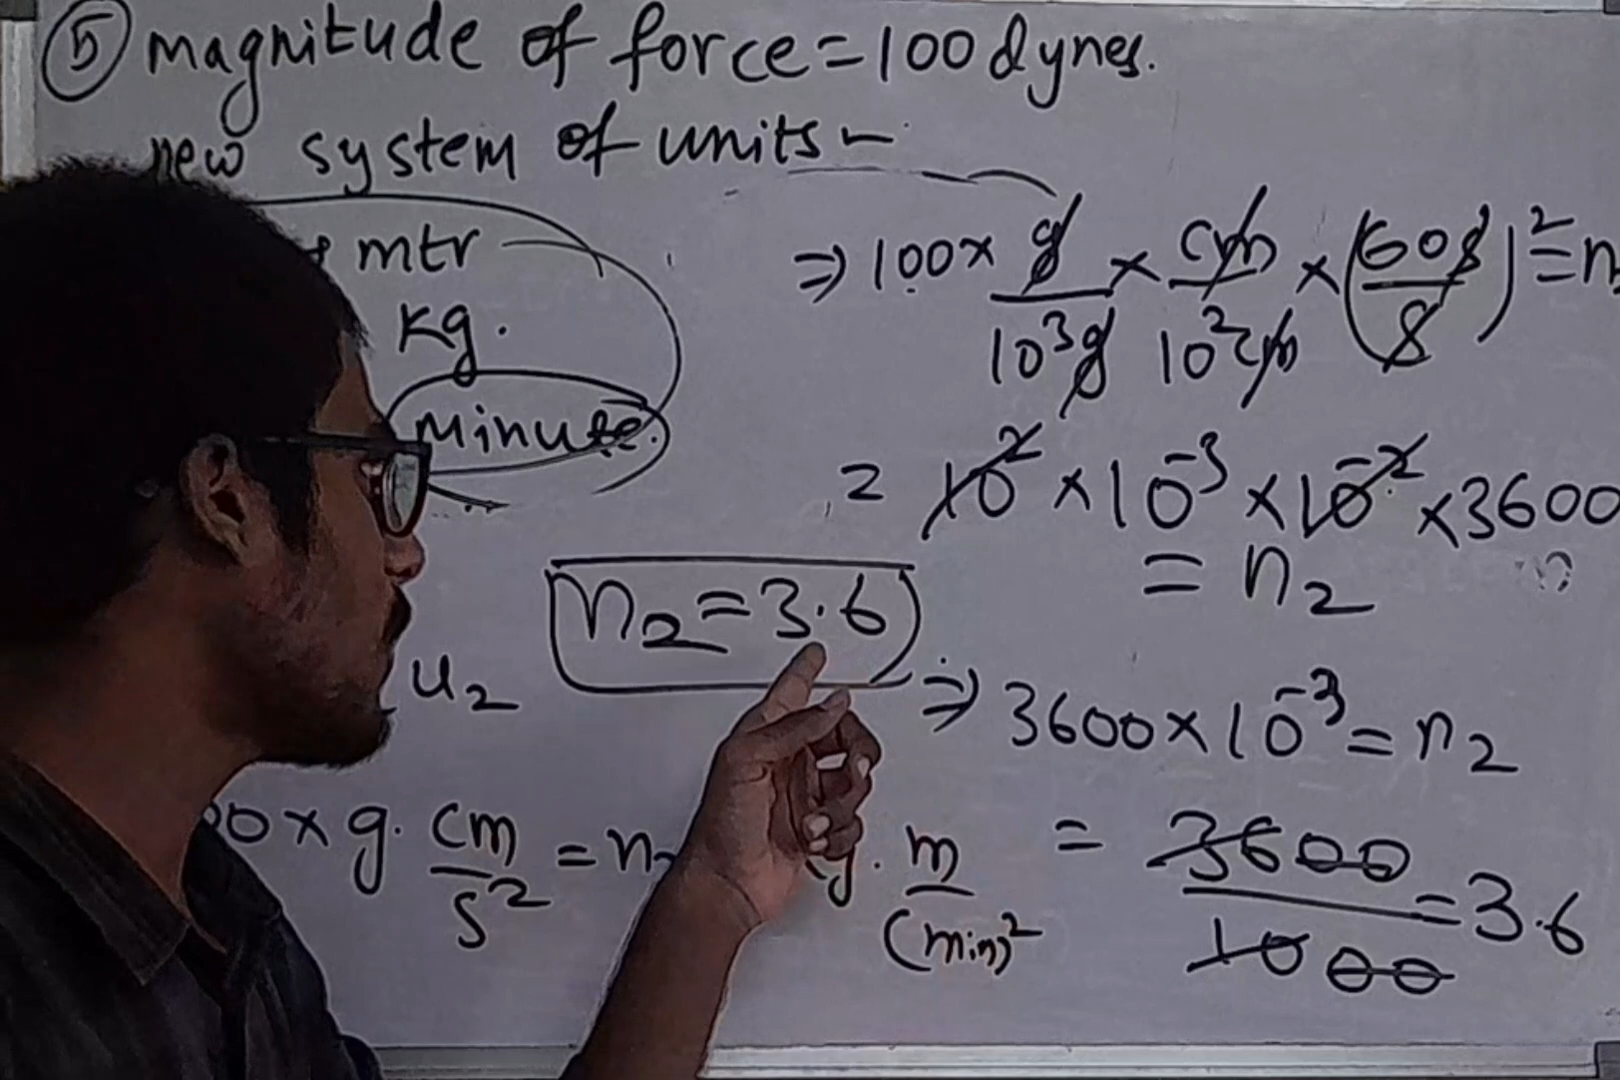 ⑤ magnitude of force = 100 dynes.
new system of units –
mtr
kg.
minute.
⇒ 100 × g/10³g × cm/10²cm × (60s/s)² = n
= 10² × 10⁻³ × 10⁻² × 3600
= n₂
n₂ = 3.6
u₂
⇒ 3600 × 10⁻³ = n₂
00 × g. cm/s² = n₂ g. m/(min)²
= 3600/1000 = 3.6